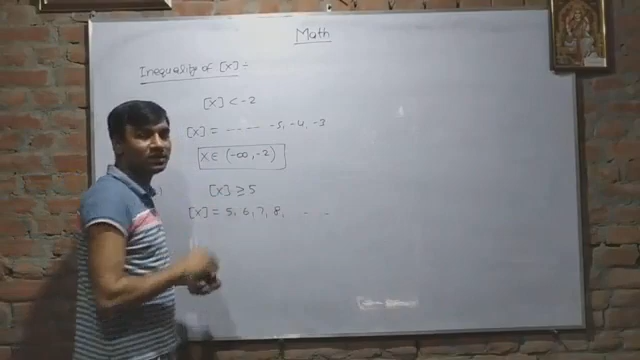 Math
Inequality of [x] :-
[x] < -2
[x] = ---- -5, -4, -3
x ∈ (-∞, -2)
) [x] ≥ 5
[x] = 5, 6, 7, 8, - -